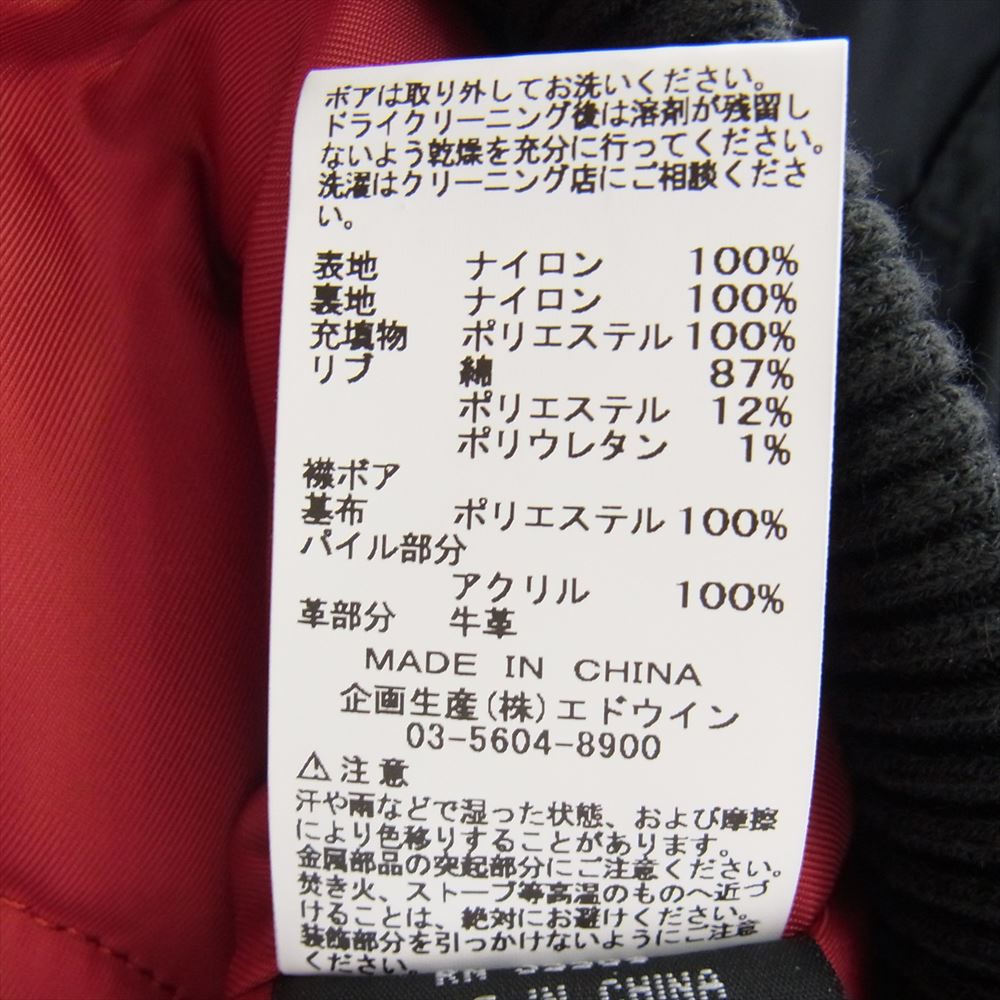 ボアは取り外してお洗いください。
ドライクリーニング後は溶剤が残留し
ないよう乾燥を充分に行ってください。
洗濯はクリーニング店にご相談くださ
い。
表地 ナイロン 100%
裏地 ナイロン 100%
充填物 ポリエステル 100%
リブ 綿 87%
ポリエステル 12%
ポリウレタン 1%
襟ボア
基布 ポリエステル 100%
パイル部分
アクリル 100%
革部分 牛革
MADE IN CHINA
企画生産(株)エドウイン
03-5604-8900
⚠注意
汗や雨などで湿った状態、および摩擦
により色移りすることがあります。
金属部品の突起部分にご注意ください。
焚き火、ストーブ等高温のものへ近づ
けることは、絶対にお避けください。
装飾部分を引っかけないようにご注意
ください。
RN
IN CHINA